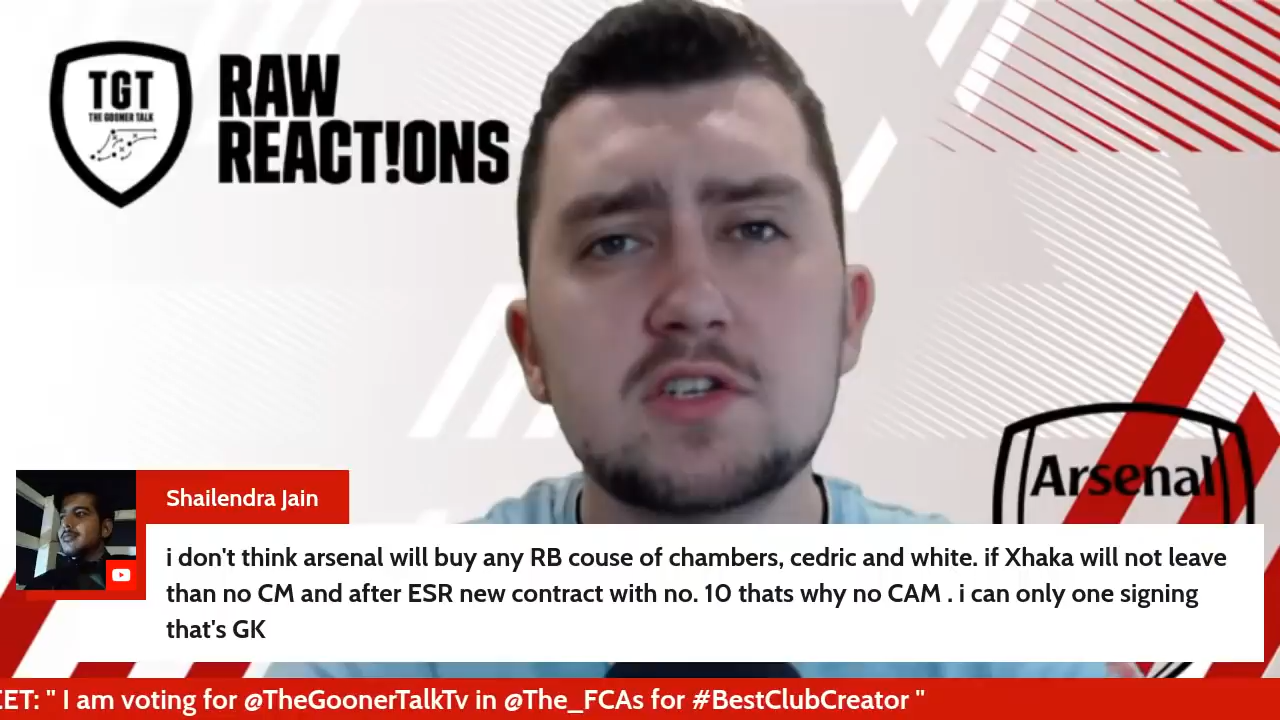 TGT
THE GOONER TALK
RAW
REACT!ONS
Arsenal
Shailendra Jain
i don't think arsenal will buy any RB couse of chambers, cedric and white. if Xhaka will not leave
than no CM and after ESR new contract with no. 10 thats why no CAM . i can only one signing
that's GK
EET: " I am voting for @TheGoonerTalkTv in @The_FCAs for #BestClubCreator "